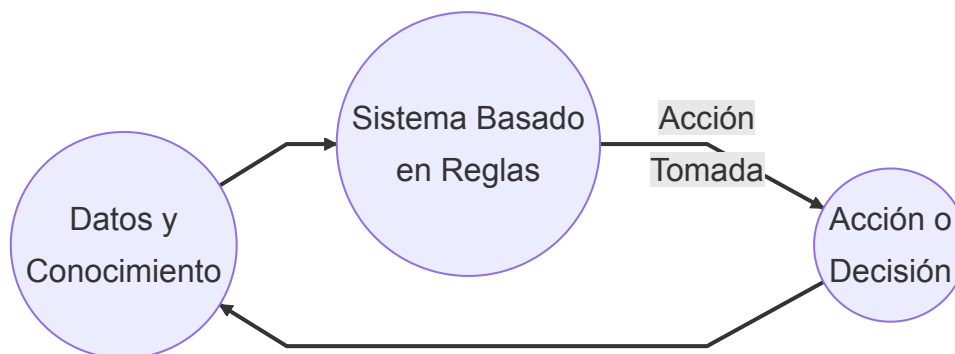 Sistema Basado
en Reglas
Acción
Tomada
Datos y
Conocimiento
Acción o
Decisión